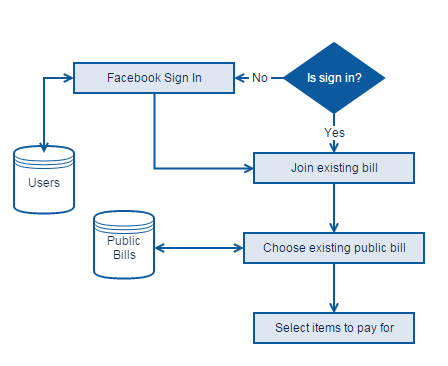 Facebook Sign In
No
Is sign in?
Yes
Users
Join existing bill
Public
Bills
Choose existing public bill
Select items to pay for